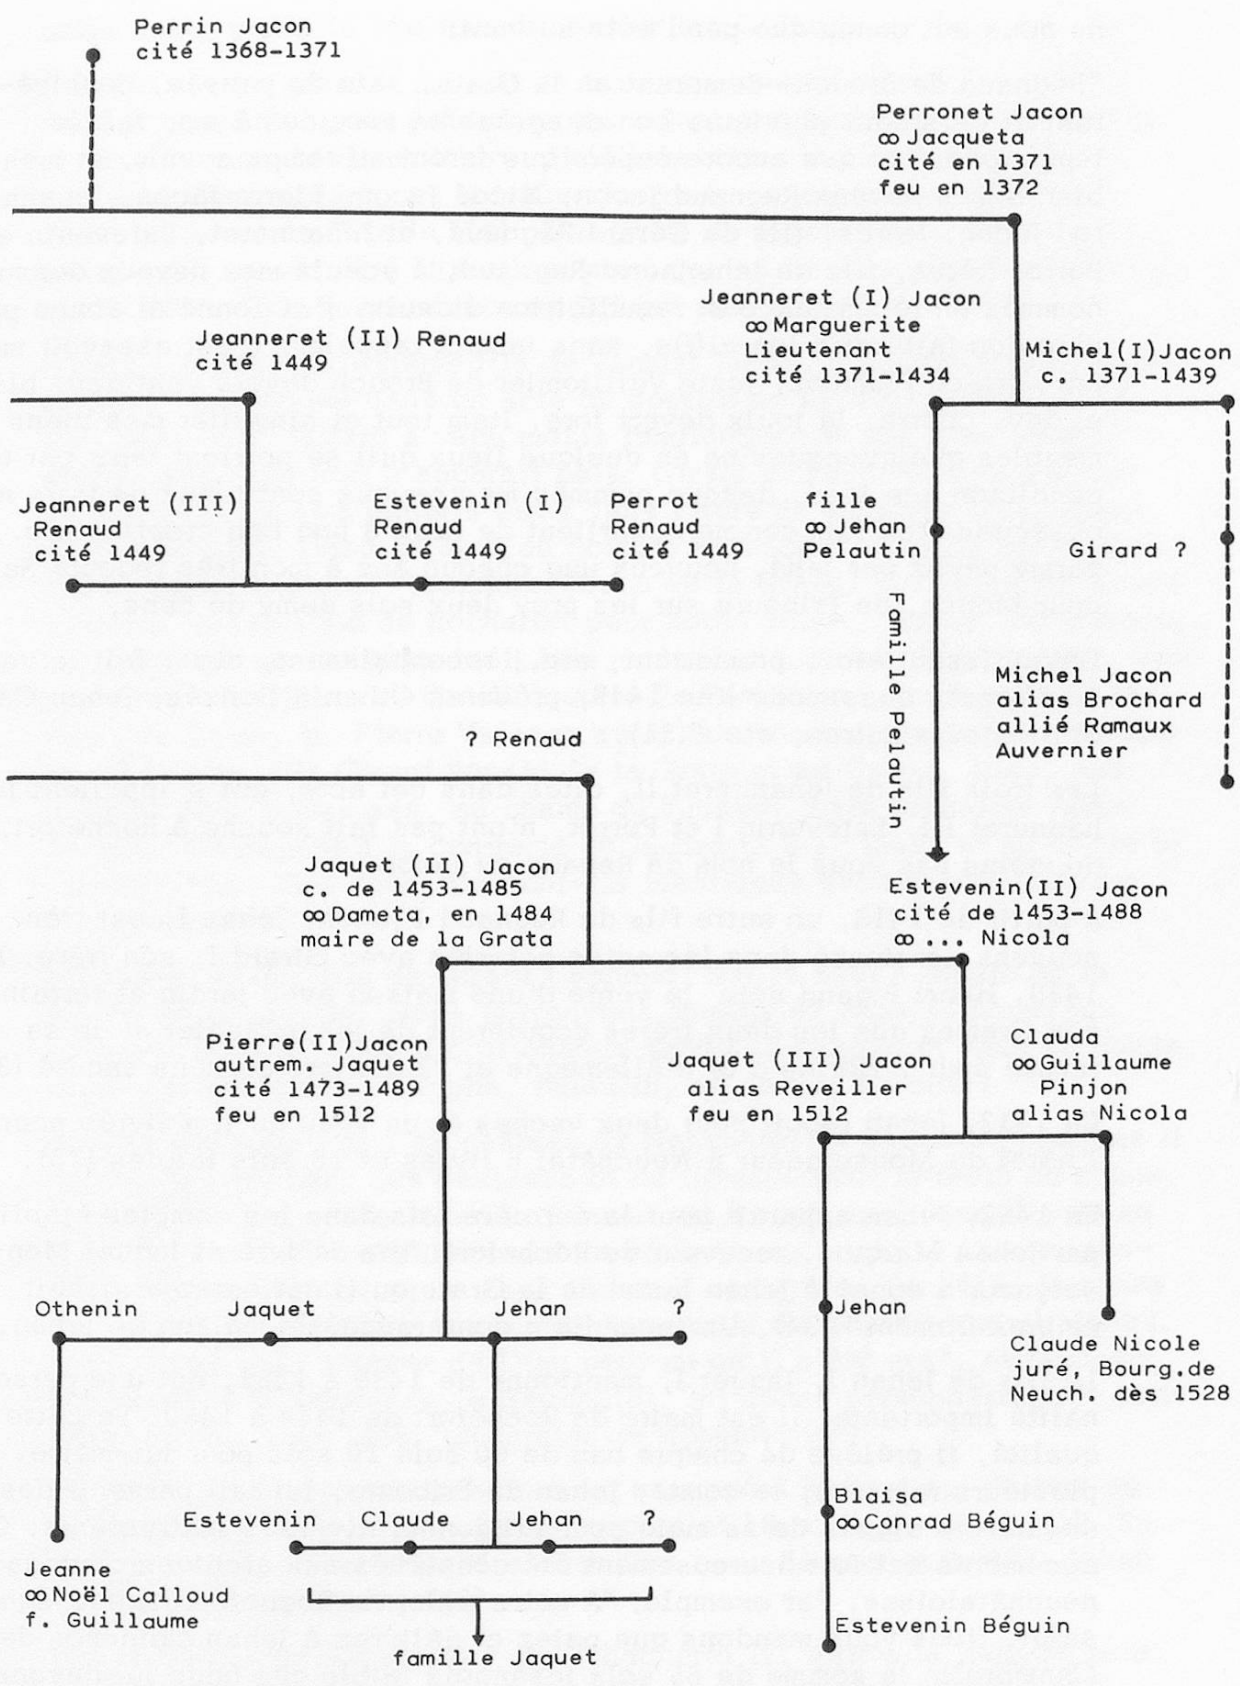 Perrin Jacon
cité 1368-1371
Perronet Jacon
∞ Jacqueta
cité en 1371
feu en 1372
Jeanneret (I) Jacon
∞ Marguerite
Lieutenant
cité 1371-1434
Michel(I)Jacon
c. 1371-1439
Jeanneret (II) Renaud
cité 1449
Jeanneret (III)
Renaud
cité 1449
Estevenin (I)
Renaud
cité 1449
Perrot
Renaud
cité 1449
fille
∞ Jehan
Pelautin
Girard ?
Famille Pelautin
Michel Jacon
alias Brochard
allié Ramaux
Auvernier
? Renaud
Jaquet (II) Jacon
c. de 1453-1485
∞ Dameta, en 1484
maire de la Grata
Estevenin(II) Jacon
cité de 1453-1488
∞ ... Nicola
Pierre(II)Jacon
autrem. Jaquet
cité 1473-1489
feu en 1512
Jaquet (III) Jacon
alias Reveiller
feu en 1512
Clauda
∞ Guillaume
Pinjon
alias Nicola
Othenin
Jaquet
Jehan
?
Jehan
Claude Nicole
juré, Bourg.de
Neuch. dès 1528
Estevenin
Claude
Jehan
?
Blaisa
∞ Conrad Béguin
Jeanne
∞ Noël Calloud
f. Guillaume
Estevenin Béguin
famille Jaquet